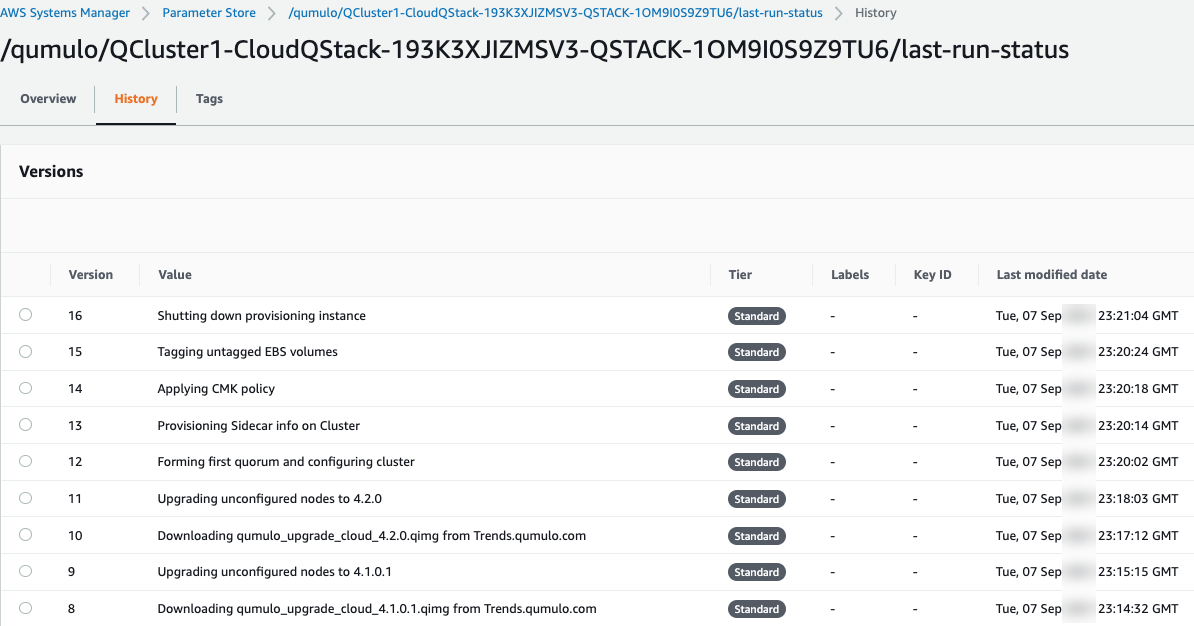 AWS Systems Manager > Parameter Store > /qumulo/QCluster1-CloudQStack-193K3XJIZMSV3-QSTACK-1OM9I0S9Z9TU6/last-run-status > History
/qumulo/QCluster1-CloudQStack-193K3XJIZMSV3-QSTACK-1OM9I0S9Z9TU6/last-run-status
Overview History Tags
Versions
Version Value Tier Labels Key ID Last modified date
16 Shutting down provisioning instance Standard - - Tue, 07 Sep 23:21:04 GMT
15 Tagging untagged EBS volumes Standard - - Tue, 07 Sep 23:20:24 GMT
14 Applying CMK policy Standard - - Tue, 07 Sep 23:20:18 GMT
13 Provisioning Sidecar info on Cluster Standard - - Tue, 07 Sep 23:20:14 GMT
12 Forming first quorum and configuring cluster Standard - - Tue, 07 Sep 23:20:02 GMT
11 Upgrading unconfigured nodes to 4.2.0 Standard - - Tue, 07 Sep 23:18:03 GMT
10 Downloading qumulo_upgrade_cloud_4.2.0.qimg from Trends.qumulo.com Standard - - Tue, 07 Sep 23:17:12 GMT
9 Upgrading unconfigured nodes to 4.1.0.1 Standard - - Tue, 07 Sep 23:15:15 GMT
8 Downloading qumulo_upgrade_cloud_4.1.0.1.qimg from Trends.qumulo.com Standard - - Tue, 07 Sep 23:14:32 GMT